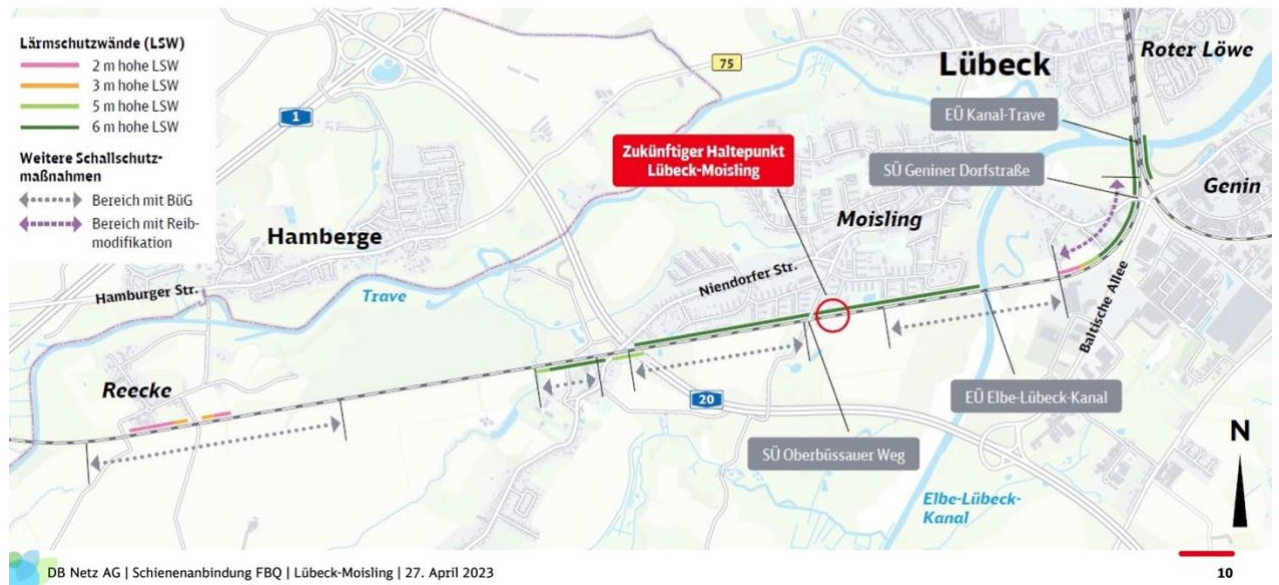 Lärmschutzwände (LSW)
2 m hohe LSW
3 m hohe LSW
5 m hohe LSW
6 m hohe LSW
Weitere Schallschutz-
maßnahmen
Bereich mit BüG
Bereich mit Reib-
modifikation
1
75
Lübeck
Roter Löwe
EÜ Kanal-Trave
Zukünftiger Haltepunkt
Lübeck-Moisling
SÜ Geniner Dorfstraße
Genin
Moisling
Hamberge
Niendorfer Str.
Hamburger Str.
Trave
Baltische Allee
Reecke
20
EÜ Elbe-Lübeck-Kanal
SÜ Oberbüssauer Weg
N
Elbe-Lübeck-
Kanal
DB Netz AG | Schienenanbindung FBQ | Lübeck-Moisling | 27. April 2023
10